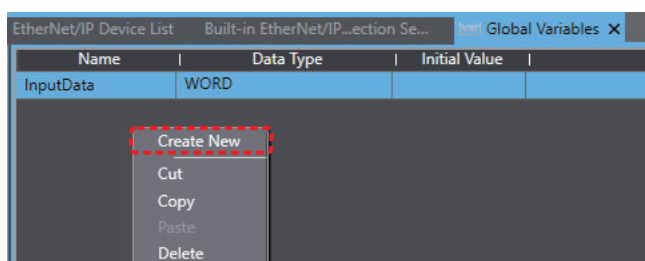 EtherNet/IP Device List Built-in EtherNet/IP...ection Se... Global Variables X
Name | Data Type | Initial Value |
InputData WORD
Create New
Cut
Copy
Paste
Delete